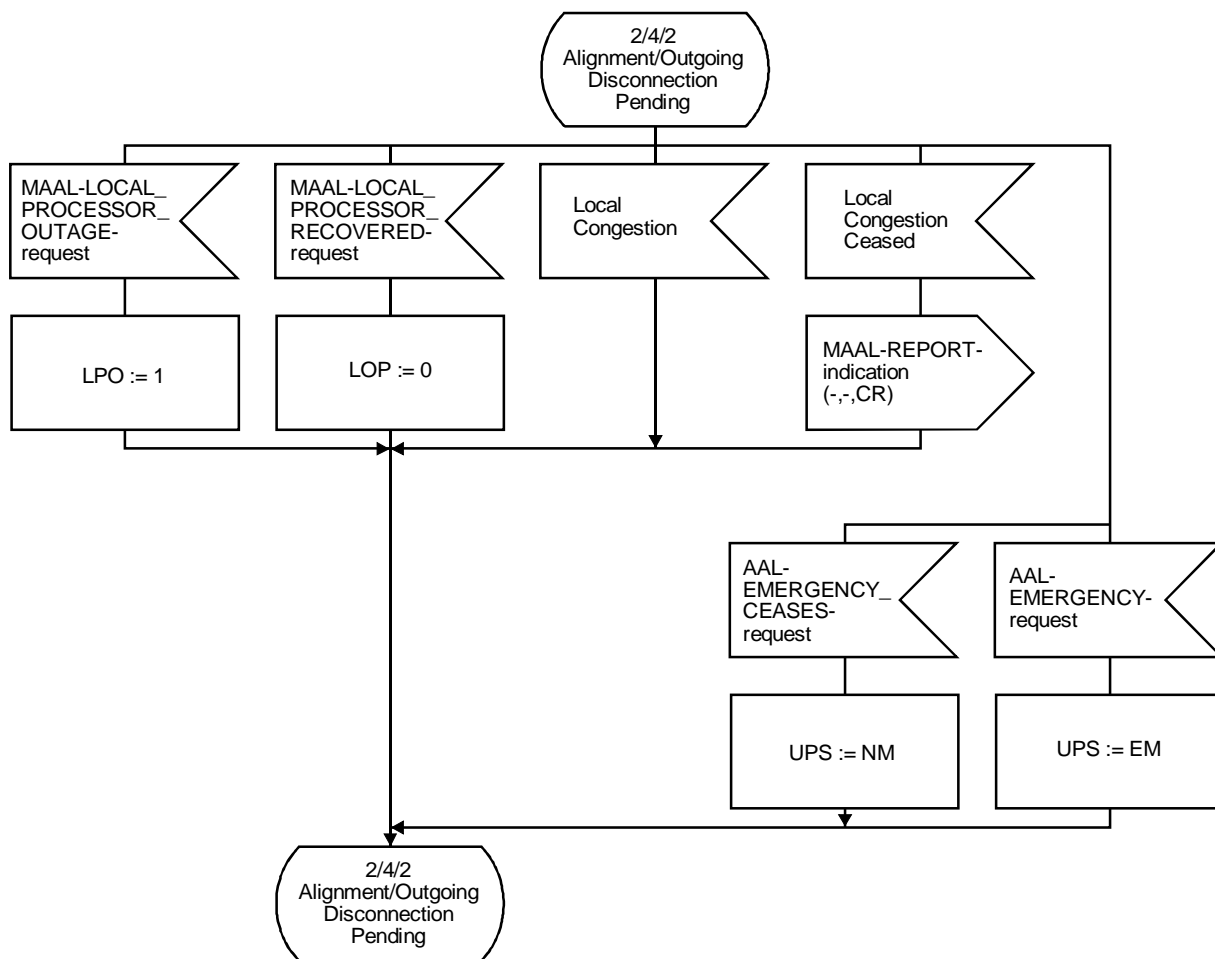 2/4/2
Alignment/Outgoing
Disconnection
Pending
MAAL-LOCAL_
PROCESSOR_
OUTAGE-
request
MAAL-LOCAL_
PROCESSOR_
RECOVERED-
request
Local
Congestion
Local
Congestion
Ceased
LPO := 1
LOP := 0
MAAL-REPORT-
indication
(-,-,CR)
AAL-
EMERGENCY_
CEASES-
request
AAL-
EMERGENCY-
request
UPS := NM
UPS := EM
2/4/2
Alignment/Outgoing
Disconnection
Pending